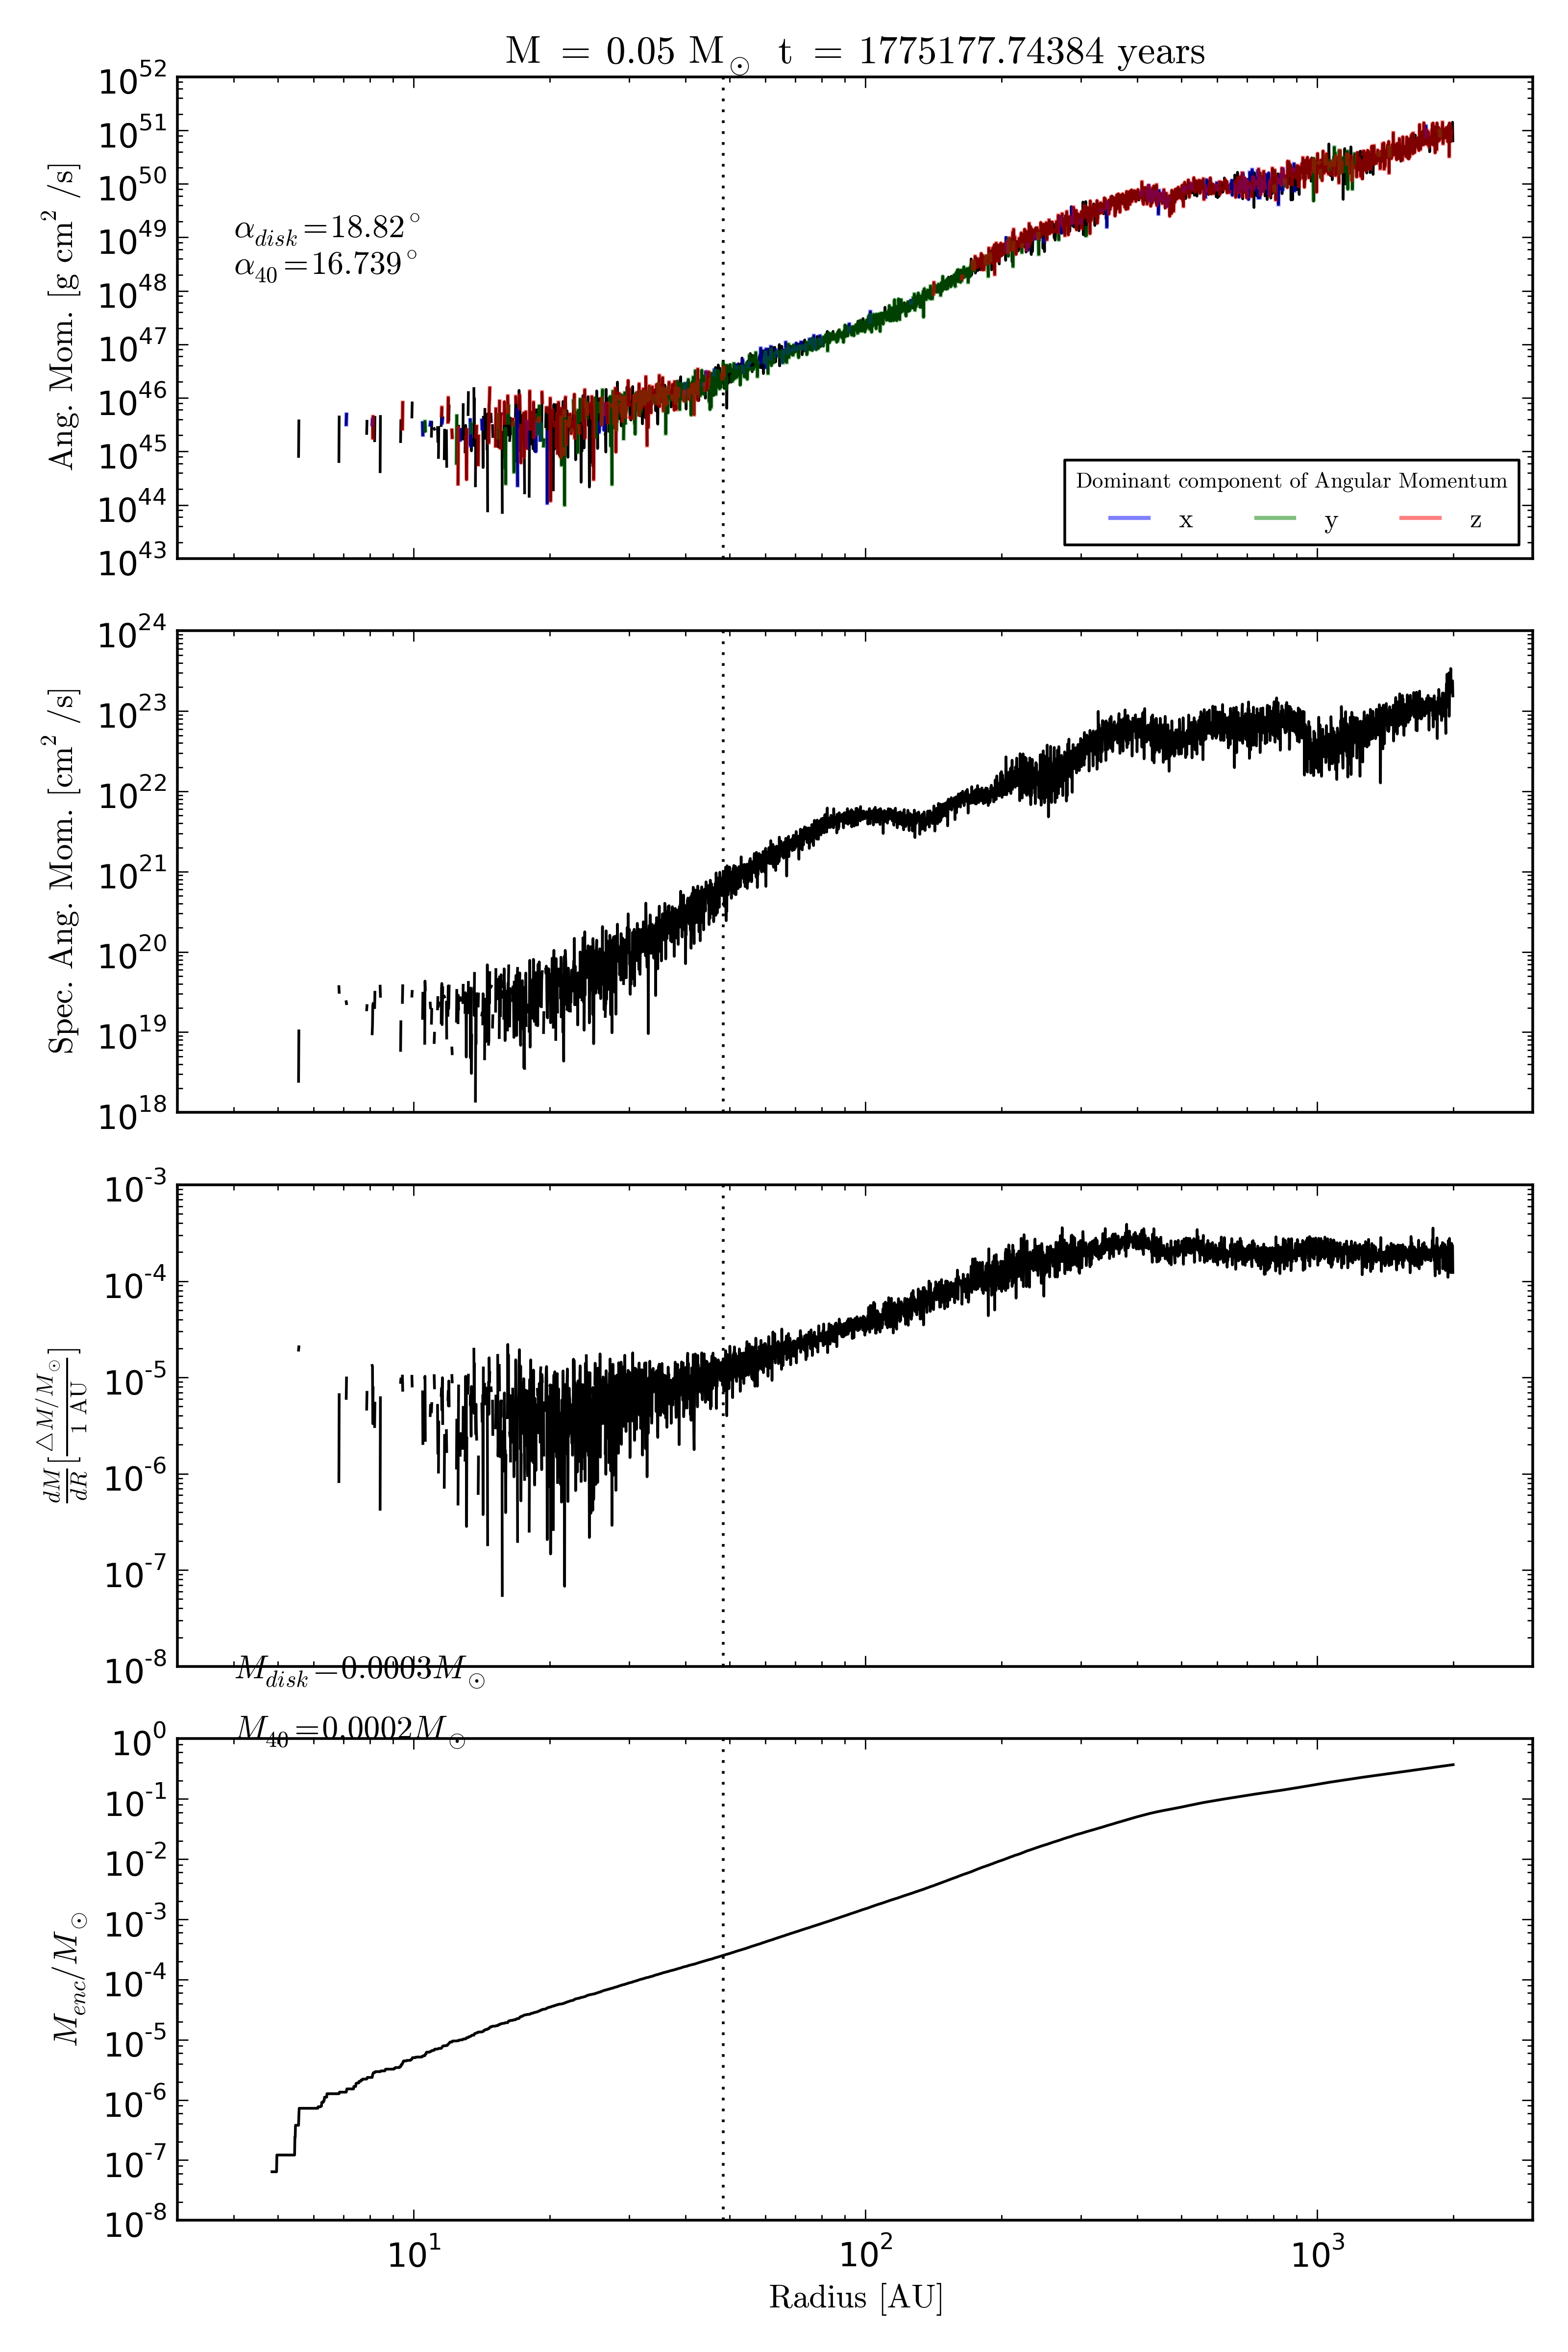 M = 0.05 M⊙ t = 1775177.74384 years
10^52
10^51
10^50
10^49
10^48
10^47
10^46
10^45
10^44
10^43
Ang. Mom. [g cm^2 /s]
α_disk=18.82°
α_40=16.739°
Dominant component of Angular Momentum
x y z
10^24
10^23
10^22
10^21
10^20
10^19
10^18
Spec. Ang. Mom. [cm^2 /s]
10^-3
10^-4
10^-5
10^-6
10^-7
10^-8
dM/dR [△M/M⊙ / 1 AU]
M_disk=0.0003M⊙
M_40=0.0002M⊙
10^0
10^-1
10^-2
10^-3
10^-4
10^-5
10^-6
10^-7
10^-8
M_enc/M⊙
10^1 10^2 10^3
Radius [AU]